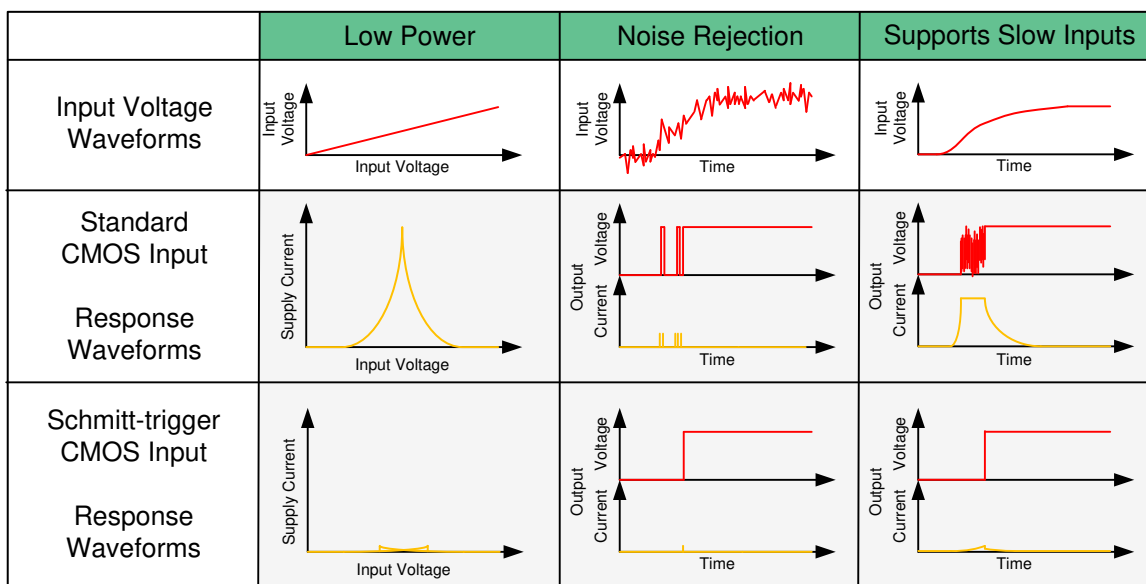 Low Power
Noise Rejection
Supports Slow Inputs
Input Voltage
Waveforms
Input
Voltage
Input Voltage
Input
Voltage
Time
Input
Voltage
Time
Standard
CMOS Input
Response
Waveforms
Supply Current
Input Voltage
Output
Current
Voltage
Time
Output
Current
Voltage
Time
Schmitt-trigger
CMOS Input
Response
Waveforms
Supply Current
Input Voltage
Output
Current
Voltage
Time
Output
Current
Voltage
Time